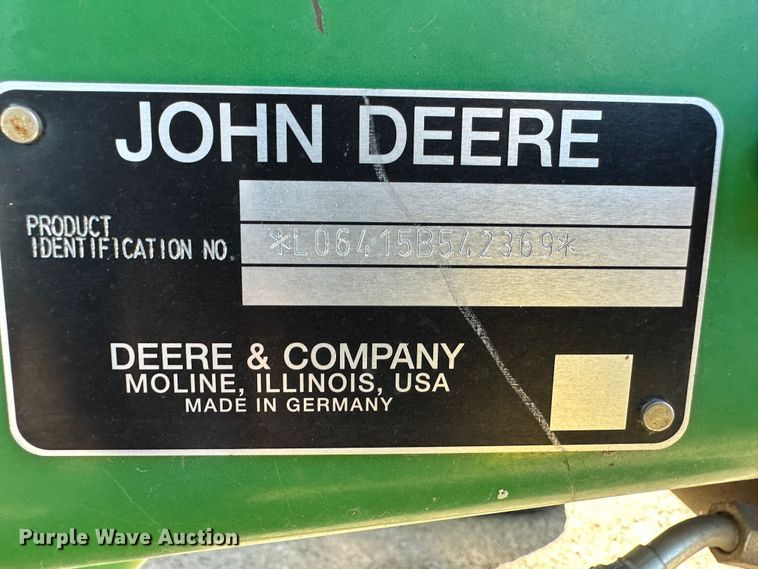 JOHN DEERE
PRODUCT
IDENTIFICATION NO.
*L06415B542369*
DEERE & COMPANY
MOLINE, ILLINOIS, USA
MADE IN GERMANY
Purple Wave Auction